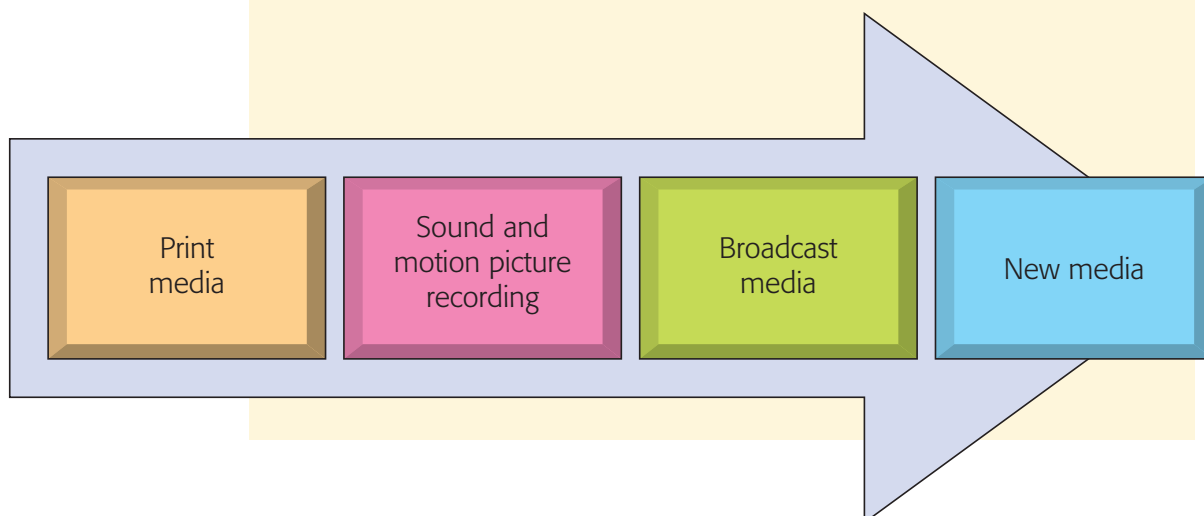 Print
media
Sound and
motion picture
recording
Broadcast
media
New media